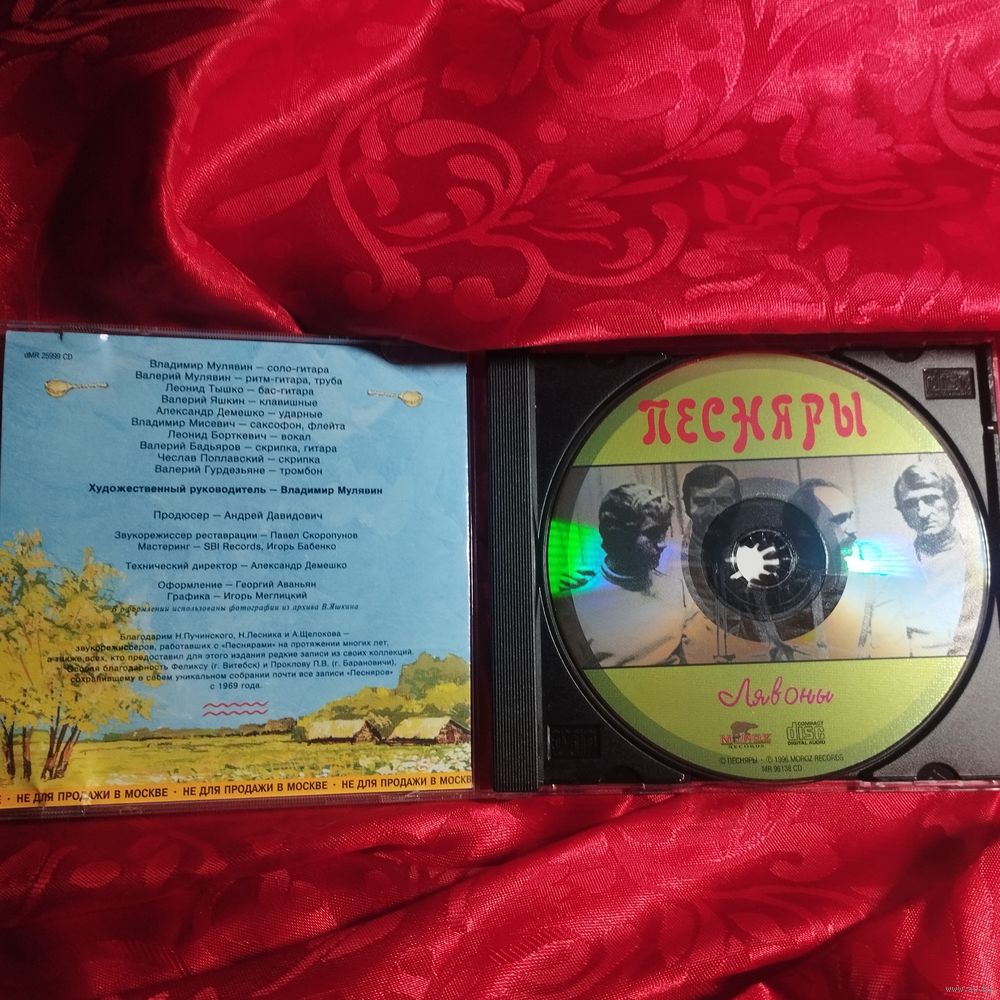 dMR 25999 CD
Владимир Мулявин — соло-гитара
Валерий Мулявин — ритм-гитара, труба
Леонид Тышко — бас-гитара
Валерий Яшкин — клавишные
Александр Демешко — ударные
Владимир Мисевич — саксофон, флейта
Леонид Борткевич — вокал
Валерий Бадьяров — скрипка, гитара
Чеслав Поплавский — скрипка
Валерий Гурдезьяне — тромбон
Художественный руководитель — Владимир Мулявин
Продюсер — Андрей Давидович
Звукорежиссер реставрации — Павел Скоропунов
Мастеринг — SBI Records, Игорь Бабенко
Технический директор — Александр Демешко
Оформление — Георгий Аваньян
Графика — Игорь Меглицкий
В оформлении использованы фотографии из архива В.Яшкина
Благодарим Н.Пучинского, Н.Лесника и А.Щелокова —
звукорежиссеров, работавших с «Песнярами» на протяжении многих лет,
а также всех, кто предоставил для этого издания редкие записи из своих коллекций.
Особая благодарность Феликсу (г. Витебск) и Проклову П.В. (г. Барановичи),
сохранившему в своем уникальном собрании почти все записи «Песняров»
с 1969 года.
Е · НЕ ДЛЯ ПРОДАЖИ В МОСКВЕ · НЕ ДЛЯ ПРОДАЖИ В МОСКВЕ · НЕ ДЛЯ ПРОДАЖИ В МОСКВ
ПЕСНЯРЫ
Лявоны
MOROZ
RECORDS
COMPACT
disc
DIGITAL AUDIO
© ПЕСНЯРЫ · ℗ 1996 MOROZ RECORDS
MR 96138 CD